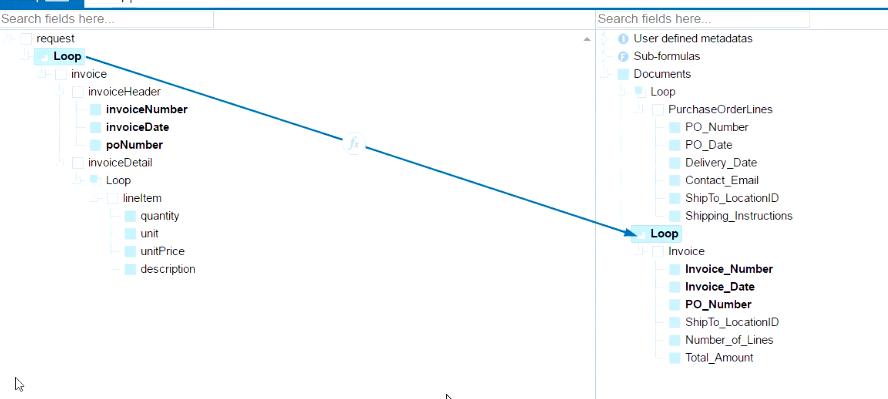 Search fields here...
request
Loop
invoice
invoiceHeader
invoiceNumber
invoiceDate
poNumber
invoiceDetail
Loop
lineItem
quantity
unit
unitPrice
description
fx
Search fields here...
User defined metadatas
F Sub-formulas
Documents
Loop
PurchaseOrderLines
PO_Number
PO_Date
Delivery_Date
Contact_Email
ShipTo_LocationID
Shipping_Instructions
Loop
Invoice
Invoice_Number
Invoice_Date
PO_Number
ShipTo_LocationID
Number_of_Lines
Total_Amount